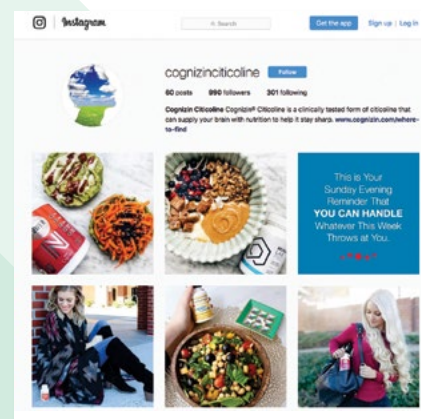 Instagram
Search
Get the app
Sign up | Log in
cognizinciticoline
Follow
60 posts 990 followers 301 following
Cognizin Citicoline Cognizin® Citicoline is a clinically tested form of citicoline that
can supply your brain with nutrition to help it stay sharp. www.cognizin.com/where-
to-find
This is Your
Sunday Evening
Reminder That
YOU CAN HANDLE
Whatever This Week
Throws at You.